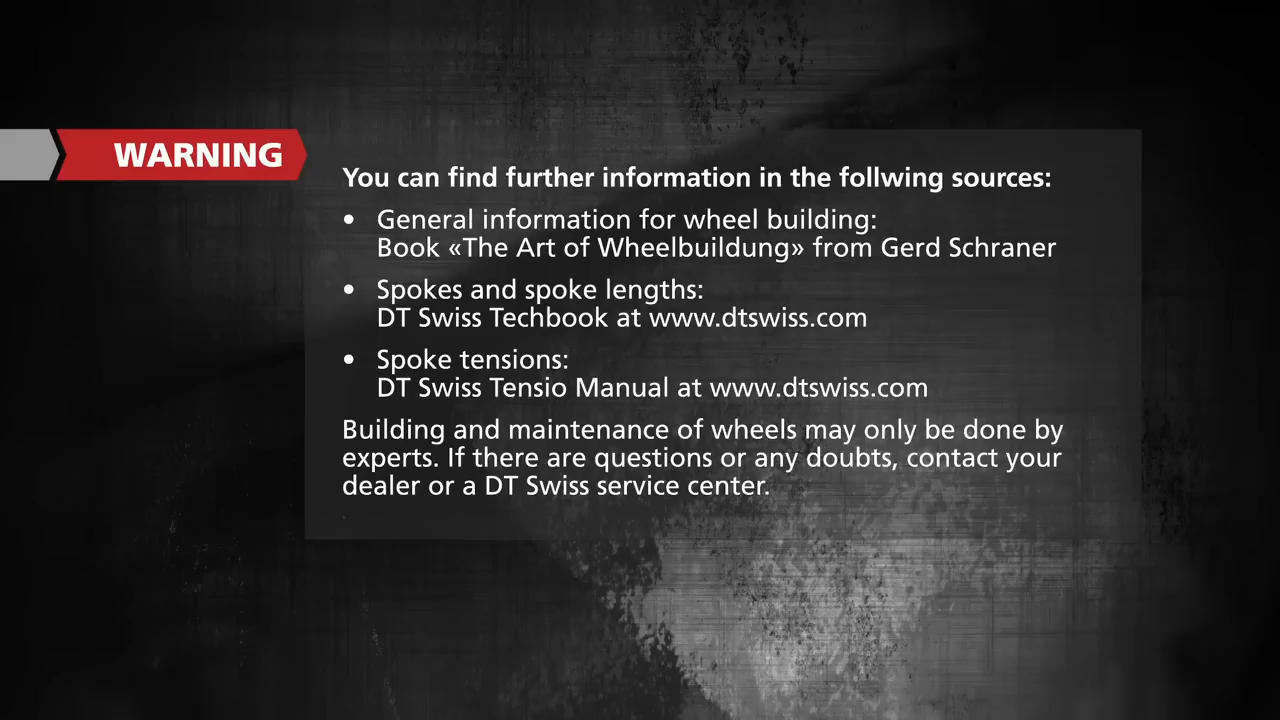 WARNING
You can find further information in the follwing sources:
• General information for wheel building:
Book «The Art of Wheelbuildung» from Gerd Schraner
• Spokes and spoke lengths:
DT Swiss Techbook at www.dtswiss.com
• Spoke tensions:
DT Swiss Tensio Manual at www.dtswiss.com
Building and maintenance of wheels may only be done by
experts. If there are questions or any doubts, contact your
dealer or a DT Swiss service center.